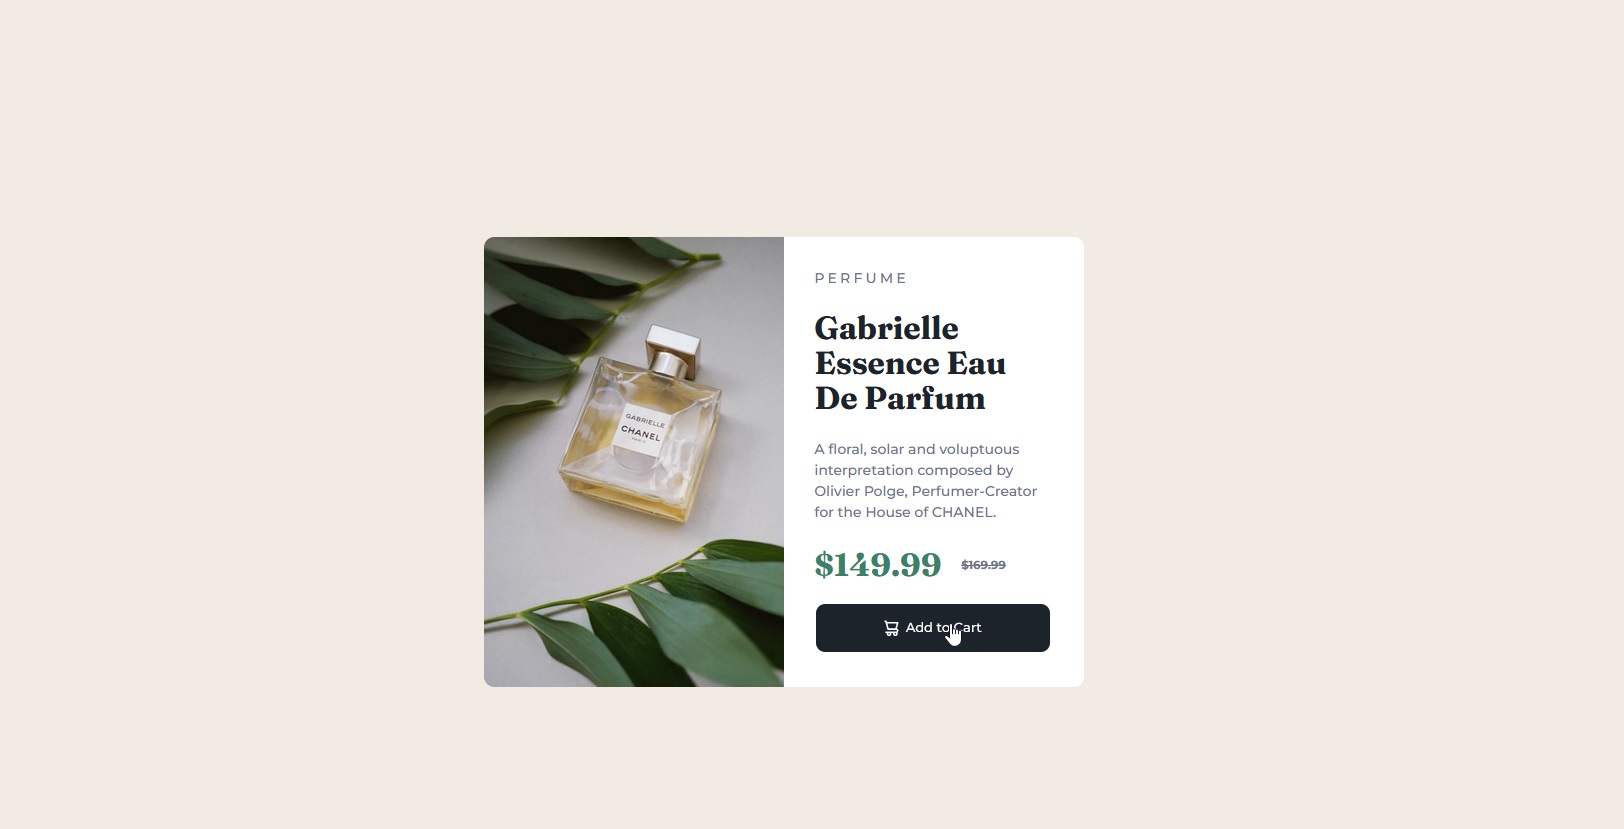 GABRIELLE
CHANEL
PARIS
PERFUME
Gabrielle
Essence Eau
De Parfum
A floral, solar and voluptuous
interpretation composed by
Olivier Polge, Perfumer-Creator
for the House of CHANEL.
$149.99 $169.99
Add to Cart